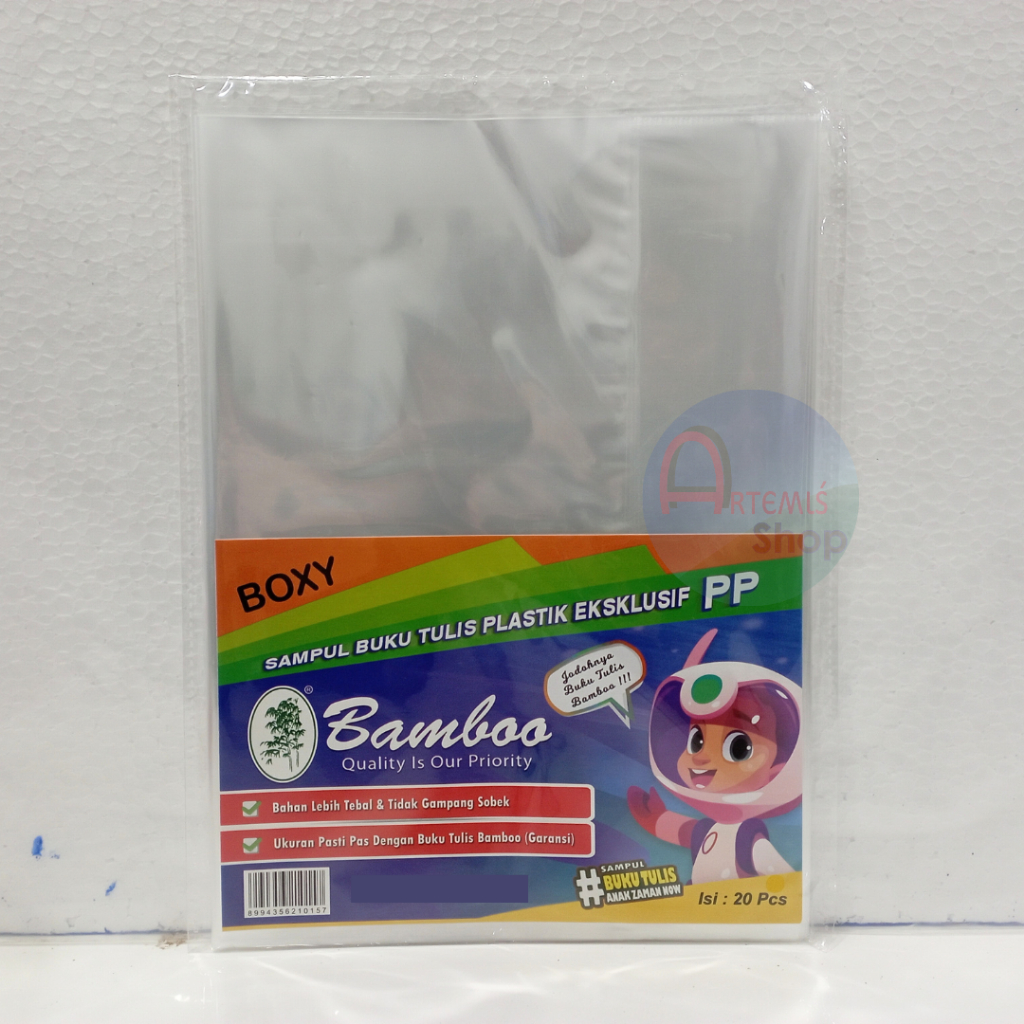 ARTEMIŚ
Shop
BOXY
SAMPUL BUKU TULIS PLASTIK EKSKLUSIF PP
Jodohnya
Buku Tulis
Bamboo !!!
®
Bamboo
Quality Is Our Priority
Bahan Lebih Tebal & Tidak Gampang Sobek
Ukuran Pasti Pas Dengan Buku Tulis Bamboo (Garansi)
8994356210157
SAMPUL
#BUKU TULIS
ANAK ZAMAN NOW
Isi : 20 Pcs